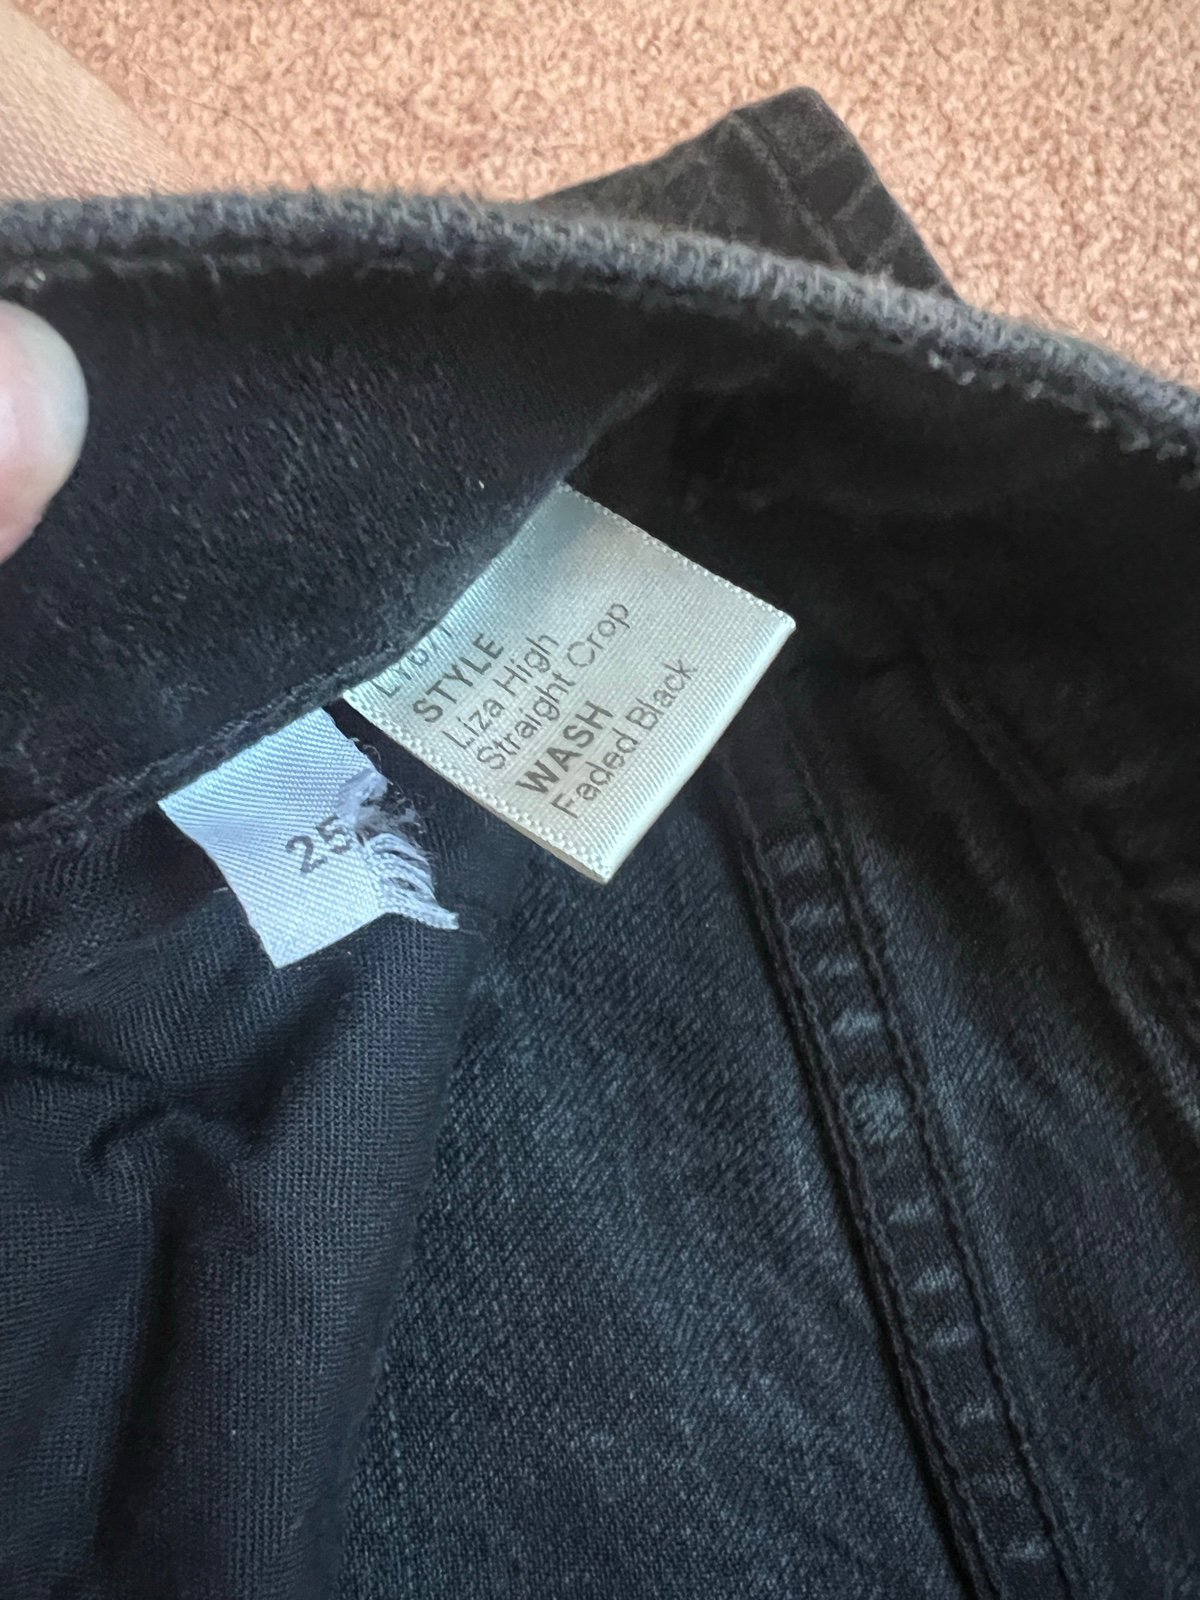 STYLE
Liza High
Straight Crop
WASH
Faded Black
25